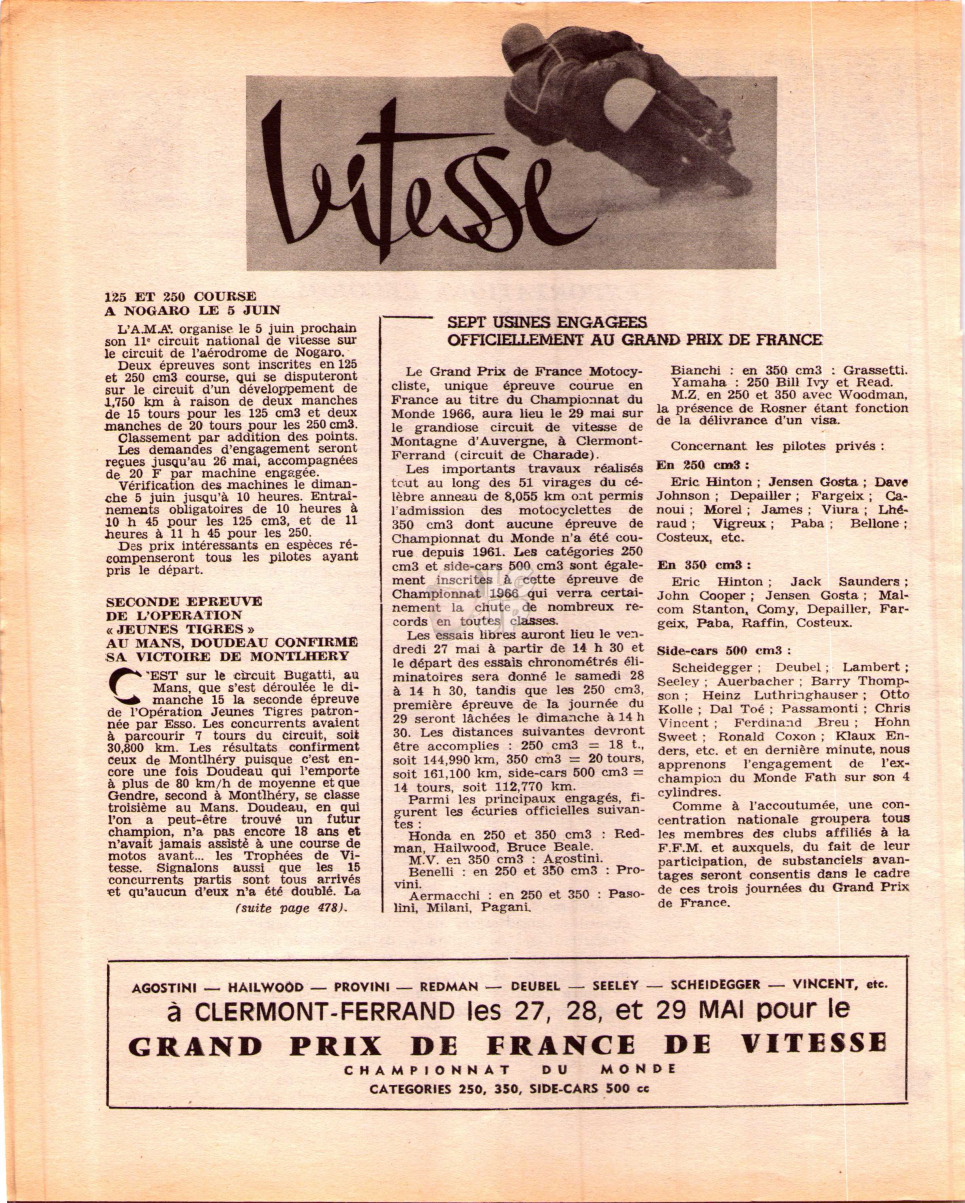 Vitesse
125 ET 250 COURSE
A NOGARO LE 5 JUIN
L'A.M.A. organise le 5 juin prochain
son 11e circuit national de vitesse sur
le circuit de l'aérodrome de Nogaro.
Deux épreuves sont inscrites en 125
et 250 cm3 course, qui se disputeront
sur le circuit d'un développement de
1,750 km à raison de deux manches
de 15 tours pour les 125 cm3 et deux
manches de 20 tours pour les 250 cm3.
Classement par addition des points.
Les demandes d'engagement seront
reçues jusqu'au 26 mai, accompagnées
de 20 F par machine engagée.
Vérification des machines le diman-
che 5 juin jusqu'à 10 heures. Entraî-
nements obligatoires de 10 heures à
10 h 45 pour les 125 cm3, et de 11
heures à 11 h 45 pour les 250.
Des prix intéressants en espèces ré-
compenseront tous les pilotes ayant
pris le départ.
SECONDE EPREUVE
DE L'OPERATION
« JEUNES TIGRES »
AU MANS, DOUDEAU CONFIRME
SA VICTOIRE DE MONTLHERY
C'EST sur le circuit Bugatti, au
Mans, que s'est déroulée le di-
manche 15 la seconde épreuve
de l'Opération Jeunes Tigres patron-
née par Esso. Les concurrents avaient
à parcourir 7 tours du circuit, soit
30,800 km. Les résultats confirment
ceux de Montlhéry puisque c'est en-
core une fois Doudeau qui l'emporte
à plus de 80 km/h de moyenne et que
Gendre, second à Montlhéry, se classe
troisième au Mans. Doudeau, en qui
l'on a peut-être trouvé un futur
champion, n'a pas encore 18 ans et
n'avait jamais assisté à une course de
motos avant... les Trophées de Vi-
tesse. Signalons aussi que les 15
concurrents partis sont tous arrivés
et qu'aucun d'eux n'a été doublé. La
(suite page 478).
SEPT USINES ENGAGEES
OFFICIELLEMENT AU GRAND PRIX DE FRANCE
Le Grand Prix de France Motocy-
cliste, unique épreuve courue en
France au titre du Championnat du
Monde 1966, aura lieu le 29 mai sur
le grandiose circuit de vitesse de
Montagne d'Auvergne, à Clermont-
Ferrand (circuit de Charade).
Les importants travaux réalisés
tout au long des 51 virages du cé-
lèbre anneau de 8,055 km ont permis
l'admission des motocyclettes de
350 cm3 dont aucune épreuve de
Championnat du Monde n'a été cou-
rue depuis 1961. Les catégories 250
cm3 et side-cars 500 cm3 sont égale-
ment inscrites à cette épreuve de
Championnat 1966 qui verra certai-
nement la chute de nombreux re-
cords en toutes classes.
Les essais libres auront lieu le ven-
dredi 27 mai à partir de 14 h 30 et
le départ des essais chronométrés éli-
minatoires sera donné le samedi 28
à 14 h 30, tandis que les 250 cm3,
première épreuve de la journée du
29 seront lâchées le dimanche à 14 h
30. Les distances suivantes devront
être accomplies : 250 cm3 = 18 t.,
soit 144,990 km, 350 cm3 = 20 tours,
soit 161,100 km, side-cars 500 cm3 =
14 tours, soit 112,770 km.
Parmi les principaux engagés, fi-
gurent les écuries officielles suivan-
tes :
Honda en 250 et 350 cm3 : Red-
man, Hailwood, Bruce Beale.
M.V. en 350 cm3 : Agostini.
Benelli : en 250 et 350 cm3 : Pro-
vini.
Aermacchi : en 250 et 350 : Paso-
lini, Milani, Pagani.
Bianchi : en 350 cm3 : Grassetti.
Yamaha : 250 Bill Ivy et Read.
M.Z. en 250 et 350 avec Woodman,
la présence de Rosner étant fonction
de la délivrance d'un visa.
Concernant les pilotes privés :
En 250 cm3 :
Eric Hinton ; Jensen Gosta ; Dave
Johnson ; Depailler ; Fargeix ; Ca-
noui ; Morel ; James ; Viura ; Lhé-
raud ; Vigreux ; Paba ; Bellone ;
Costeux, etc.
En 350 cm3 :
Eric Hinton ; Jack Saunders ;
John Cooper ; Jensen Gosta ; Mal-
com Stanton, Comy, Depailler, Far-
geix, Paba, Raffin, Costeux.
Side-cars 500 cm3 :
Scheidegger ; Deubel ; Lambert ;
Seeley ; Auerbacher ; Barry Thomp-
son ; Heinz Luthringhauser ; Otto
Kolle ; Dal Toé ; Passamonti ; Chris
Vincent ; Ferdinand Breu ; Hohn
Sweet ; Ronald Coxon ; Klaux En-
ders, etc. et en dernière minute, nous
apprenons l'engagement de l'ex-
champion du Monde Fath sur son 4
cylindres.
Comme à l'accoutumée, une con-
centration nationale groupera tous
les membres des clubs affiliés à la
F.F.M. et auxquels, du fait de leur
participation, de substanciels avan-
tages seront consentis dans le cadre
de ces trois journées du Grand Prix
de France.
AGOSTINI — HAILWOOD — PROVINI — REDMAN — DEUBEL — SEELEY — SCHEIDEGGER — VINCENT, etc.
à CLERMONT-FERRAND les 27, 28, et 29 MAI pour le
GRAND PRIX DE FRANCE DE VITESSE
CHAMPIONNAT DU MONDE
CATEGORIES 250, 350, SIDE-CARS 500 cc